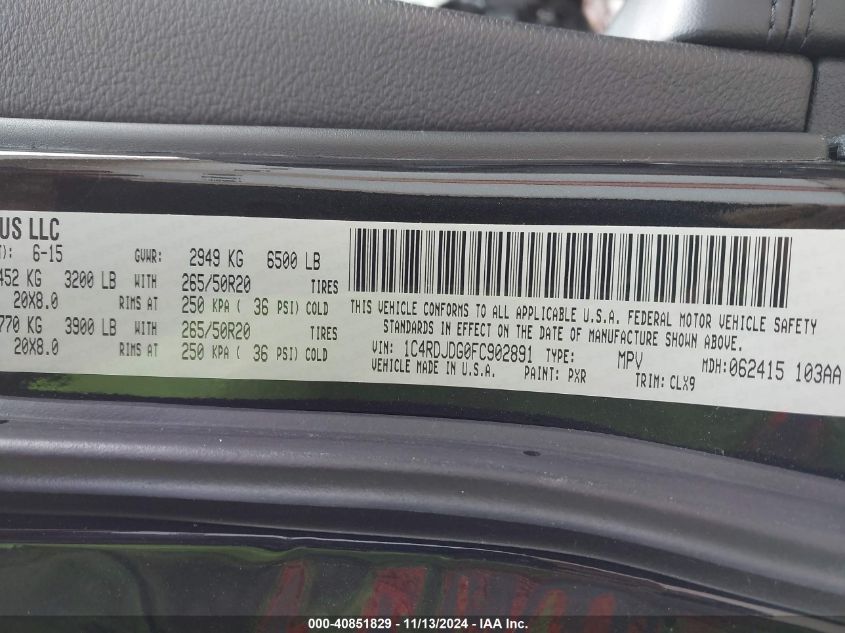 US LLC
T): 6-15 GVWR: 2949 KG 6500 LB
452 KG 3200 LB WITH 265/50R20 TIRES
20X8.0 RIMS AT 250 KPA ( 36 PSI) COLD
770 KG 3900 LB WITH 265/50R20 TIRES
20X8.0 RIMS AT 250 KPA ( 36 PSI) COLD
THIS VEHICLE CONFORMS TO ALL APPLICABLE U.S.A. FEDERAL MOTOR VEHICLE SAFETY
STANDARDS IN EFFECT ON THE DATE OF MANUFACTURE SHOWN ABOVE.
VIN: 1C4RDJDG0FC902891 TYPE: MPV MDH:062415 103AA
VEHICLE MADE IN U.S.A. PAINT: PXR TRIM: CLX9
000-40851829 - 11/13/2024 - IAA Inc.